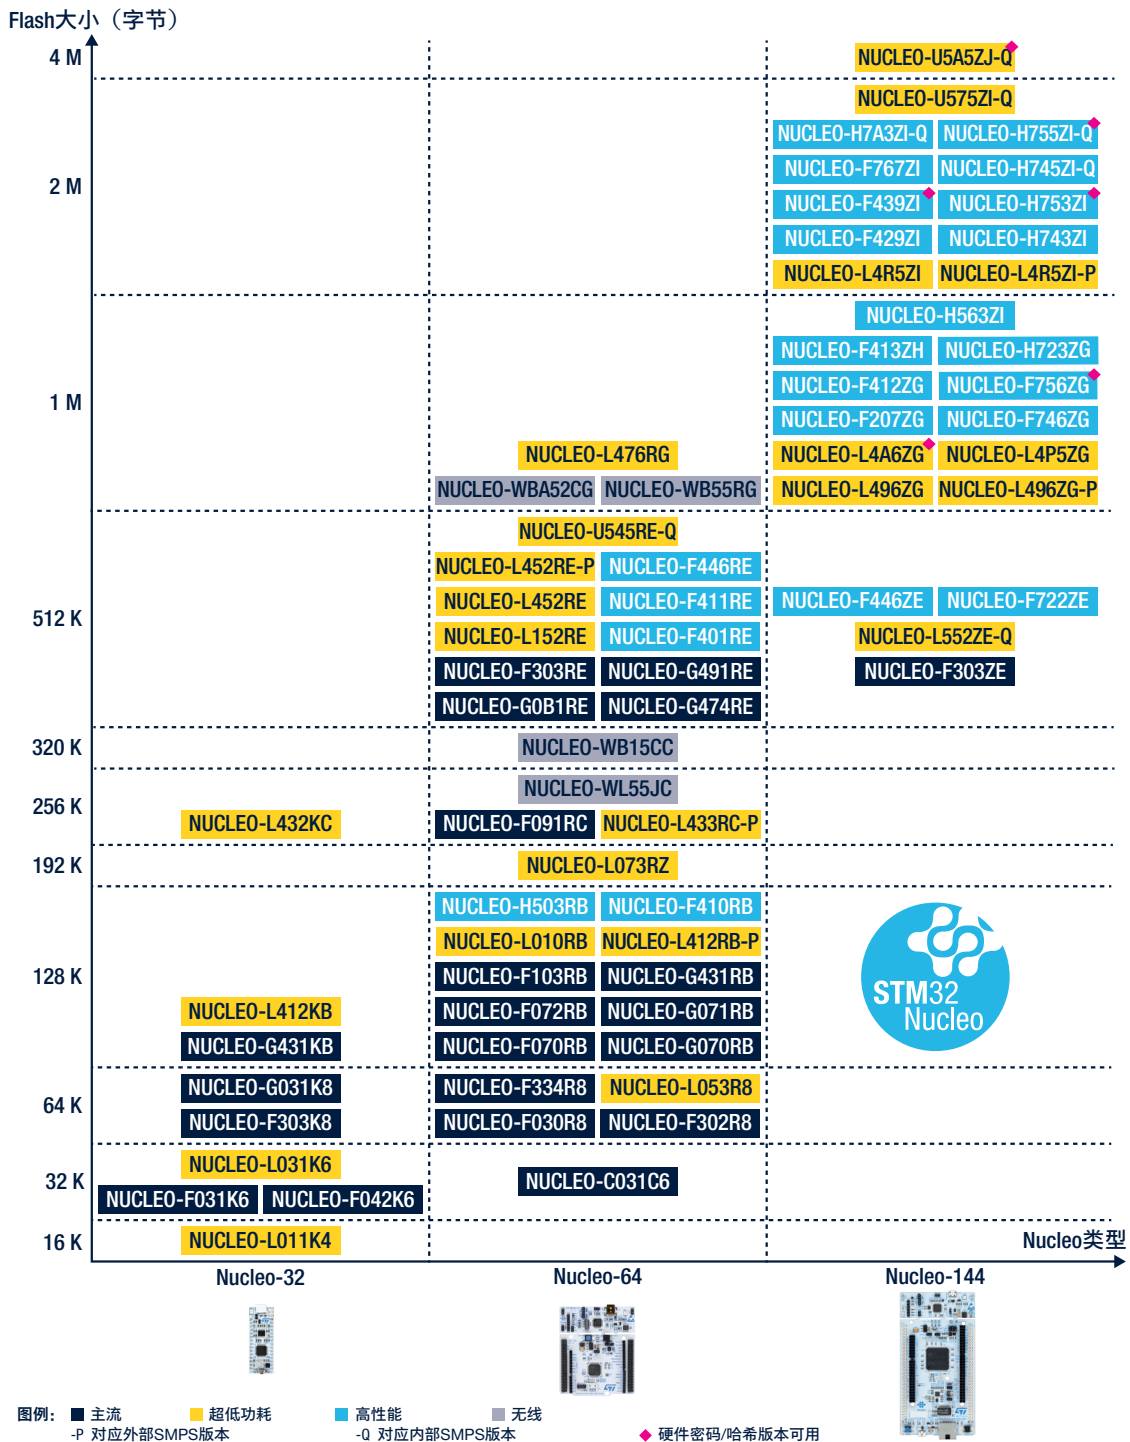 Flash大小（字节）
4 M
NUCLEO-U5A5ZJ-Q
NUCLEO-U575ZI-Q
NUCLEO-H7A3ZI-Q NUCLEO-H755ZI-Q
NUCLEO-F767ZI NUCLEO-H745ZI-Q
2 M
NUCLEO-F439ZI NUCLEO-H753ZI
NUCLEO-F429ZI NUCLEO-H743ZI
NUCLEO-L4R5ZI NUCLEO-L4R5ZI-P
NUCLEO-H563ZI
NUCLEO-F413ZH NUCLEO-H723ZG
NUCLEO-F412ZG NUCLEO-F756ZG
1 M
NUCLEO-F207ZG NUCLEO-F746ZG
NUCLEO-L476RG NUCLEO-L4A6ZG NUCLEO-L4P5ZG
NUCLEO-WBA52CG NUCLEO-WB55RG NUCLEO-L496ZG NUCLEO-L496ZG-P
NUCLEO-U545RE-Q
NUCLEO-L452RE-P NUCLEO-F446RE
NUCLEO-L452RE NUCLEO-F411RE NUCLEO-F446ZE NUCLEO-F722ZE
512 K
NUCLEO-L152RE NUCLEO-F401RE NUCLEO-L552ZE-Q
NUCLEO-F303RE NUCLEO-G491RE NUCLEO-F303ZE
NUCLEO-G0B1RE NUCLEO-G474RE
320 K NUCLEO-WB15CC
NUCLEO-WL55JC
256 K
NUCLEO-L432KC NUCLEO-F091RC NUCLEO-L433RC-P
192 K NUCLEO-L073RZ
NUCLEO-H503RB NUCLEO-F410RB
NUCLEO-L010RB NUCLEO-L412RB-P
128 K NUCLEO-F103RB NUCLEO-G431RB
STM32
Nucleo
NUCLEO-L412KB NUCLEO-F072RB NUCLEO-G071RB
NUCLEO-G431KB NUCLEO-F070RB NUCLEO-G070RB
NUCLEO-G031K8 NUCLEO-F334R8 NUCLEO-L053R8
64 K
NUCLEO-F303K8 NUCLEO-F030R8 NUCLEO-F302R8
NUCLEO-L031K6
32 K NUCLEO-C031C6
NUCLEO-F031K6 NUCLEO-F042K6
16 K NUCLEO-L011K4
Nucleo类型
Nucleo-32 Nucleo-64 Nucleo-144
图例： 主流 超低功耗 高性能 无线
-P 对应外部SMPS版本 -Q 对应内部SMPS版本 硬件密码/哈希版本可用